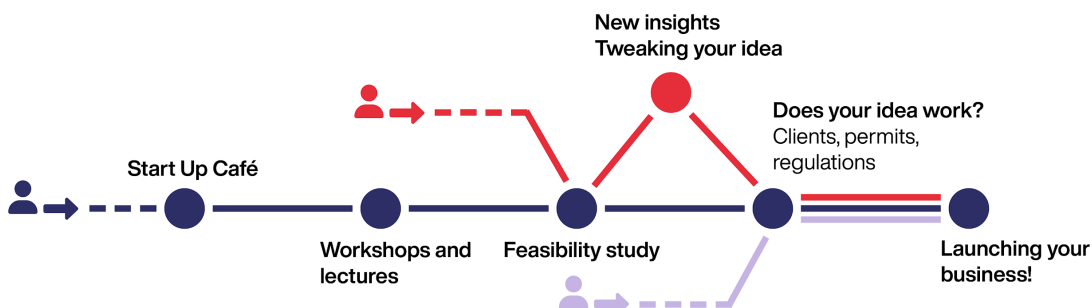 New insights
Tweaking your idea
Does your idea work?
Clients, permits,
regulations
Start Up Café
Workshops and
lectures
Feasibility study
Launching your
business!